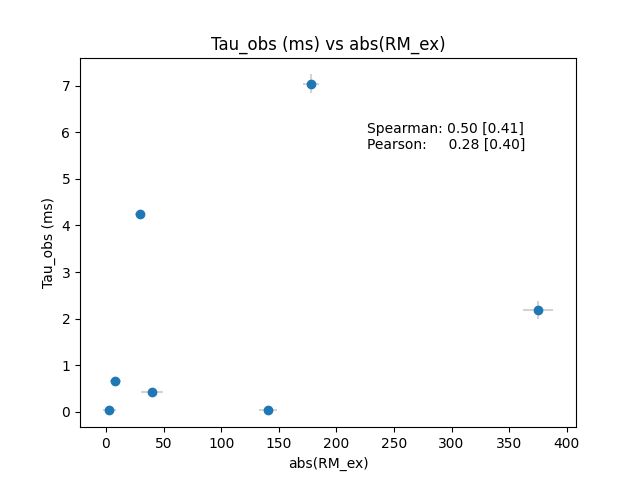 Tau_obs (ms) vs abs(RM_ex)
7
Spearman: 0.50 [0.41]
Pearson: 0.28 [0.40]
6
5
4
3
2
1
0
Tau_obs (ms)
0 50 100 150 200 250 300 350 400
abs(RM_ex)